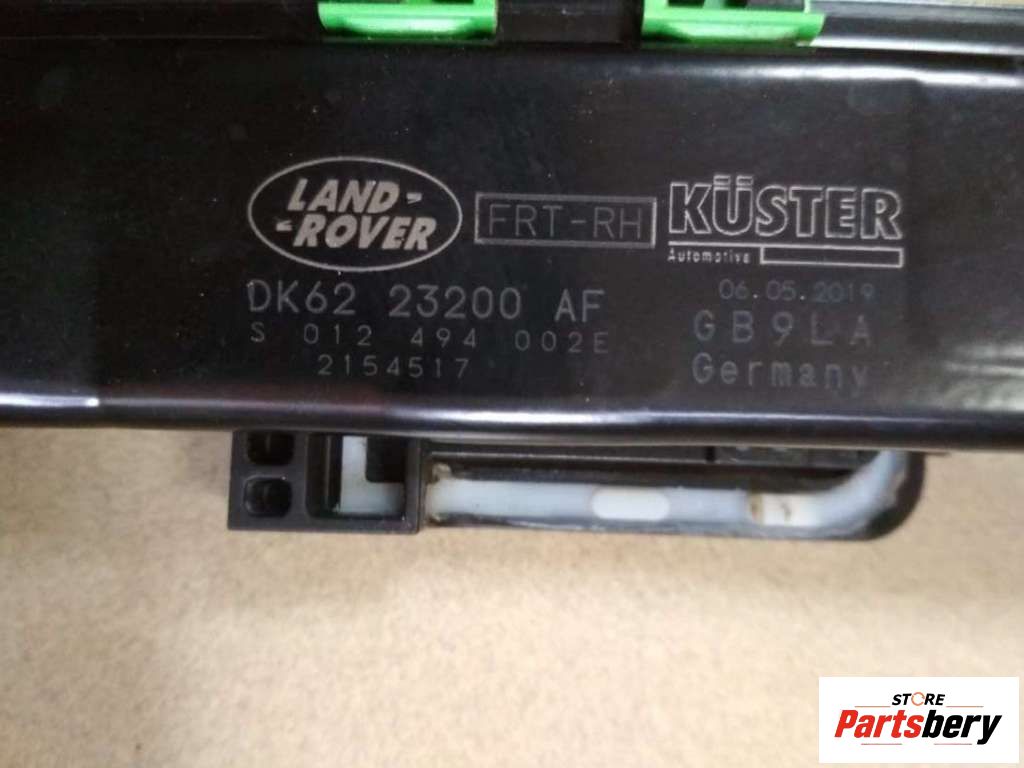 LAND-
-ROVER
FRT-RH
KÜSTER
Automotive
DK62 23200 AF
06.05.2019
S 012 494 002E
GB9LA
2154517
Germany
STORE
Partsbery